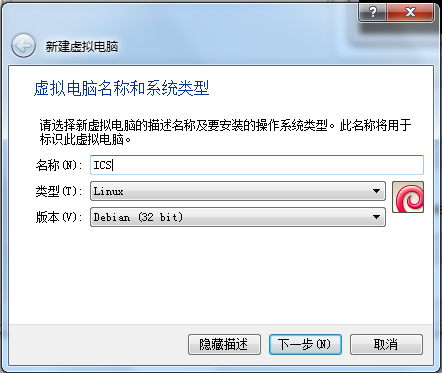 新建虚拟电脑
虚拟电脑名称和系统类型
请选择新虚拟电脑的描述名称及要安装的操作系统类型。此名称将用于
标识此虚拟电脑。
名称(N): ICS
类型(T): Linux
版本(V): Debian (32 bit)
隐藏描述 下一步(N) 取消